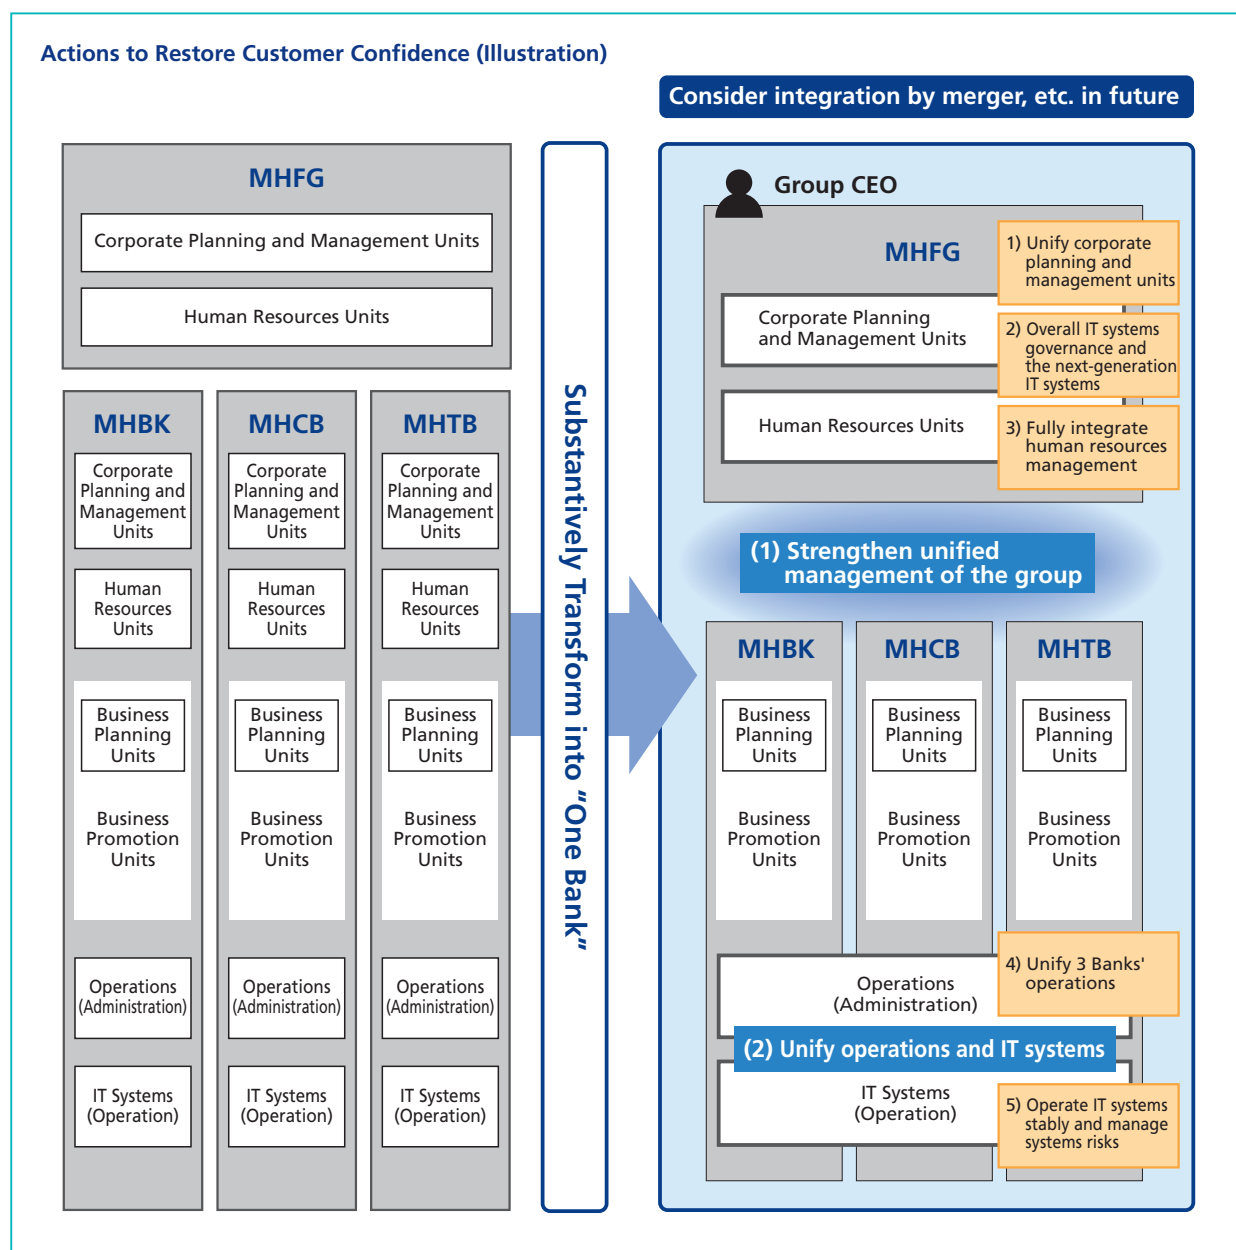 Actions to Restore Customer Confidence (Illustration)
Consider integration by merger, etc. in future
MHFG
Corporate Planning and Management Units
Human Resources Units
MHBK
Corporate
Planning and
Management
Units
Human
Resources
Units
Business
Planning
Units
Business
Promotion
Units
Operations
(Administration)
IT Systems
(Operation)
MHCB
Corporate
Planning and
Management
Units
Human
Resources
Units
Business
Planning
Units
Business
Promotion
Units
Operations
(Administration)
IT Systems
(Operation)
MHTB
Corporate
Planning and
Management
Units
Human
Resources
Units
Business
Planning
Units
Business
Promotion
Units
Operations
(Administration)
IT Systems
(Operation)
Substantively Transform into “One Bank”
Group CEO
MHFG
Corporate Planning
and Management Units
Human Resources Units
1) Unify corporate
planning and
management units
2) Overall IT systems
governance and
the next-generation
IT systems
3) Fully integrate
human resources
management
(1) Strengthen unified
management of the group
MHBK
Business
Planning
Units
Business
Promotion
Units
MHCB
Business
Planning
Units
Business
Promotion
Units
MHTB
Business
Planning
Units
Business
Promotion
Units
Operations
(Administration)
4) Unify 3 Banks'
operations
(2) Unify operations and IT systems
IT Systems
(Operation)
5) Operate IT systems
stably and manage
systems risks